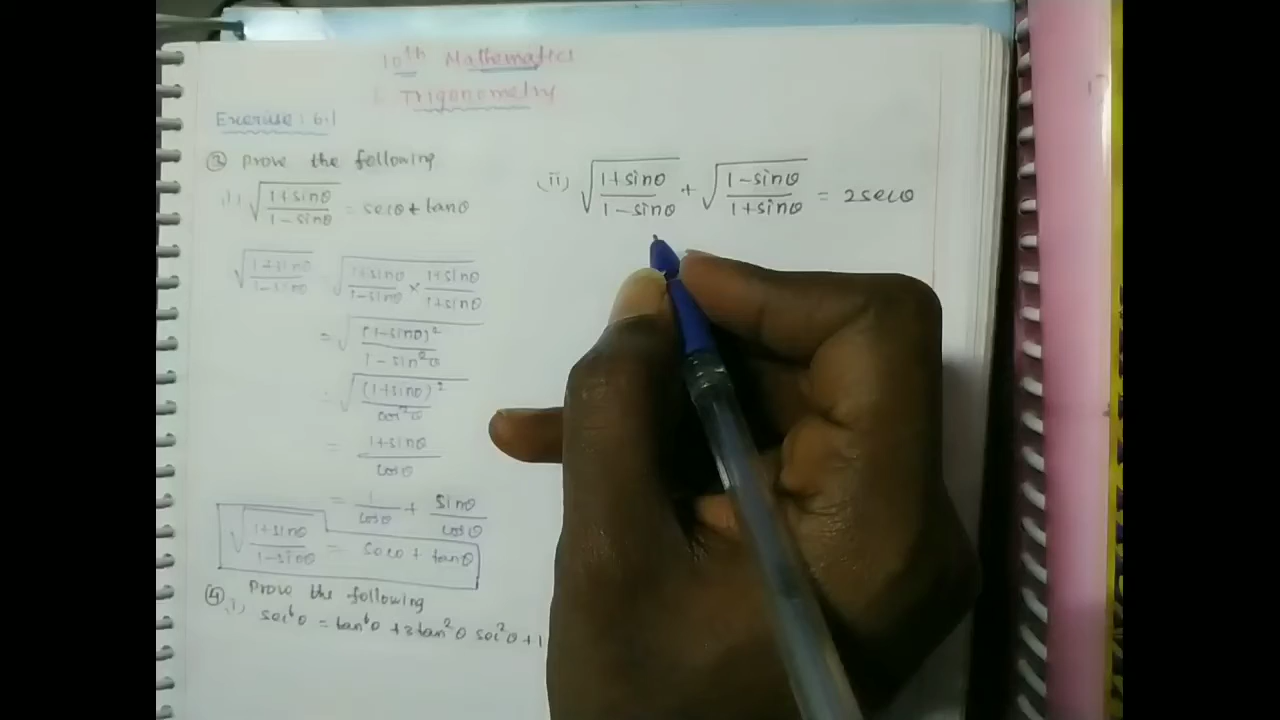 10th Mathematics
Trigonometry
Exercise: 6.1
③ Prove the following
i) √((1+sinθ)/(1-sinθ)) = secθ + tanθ
√((1+sinθ)/(1-sinθ)) √((1+sinθ)/(1-sinθ) × (1+sinθ)/(1+sinθ))
= √((1+sinθ)²/(1-sin²θ))
= √((1+sinθ)²/cos²θ)
= (1+sinθ)/cosθ
= 1/cosθ + sinθ/cosθ
√((1+sinθ)/(1-sinθ)) = secθ + tanθ
④ Prove the following
i) sec⁶θ = tan⁶θ + 3tan²θ sec²θ + 1
(ii) √((1+sinθ)/(1-sinθ)) + √((1-sinθ)/(1+sinθ)) = 2secθ